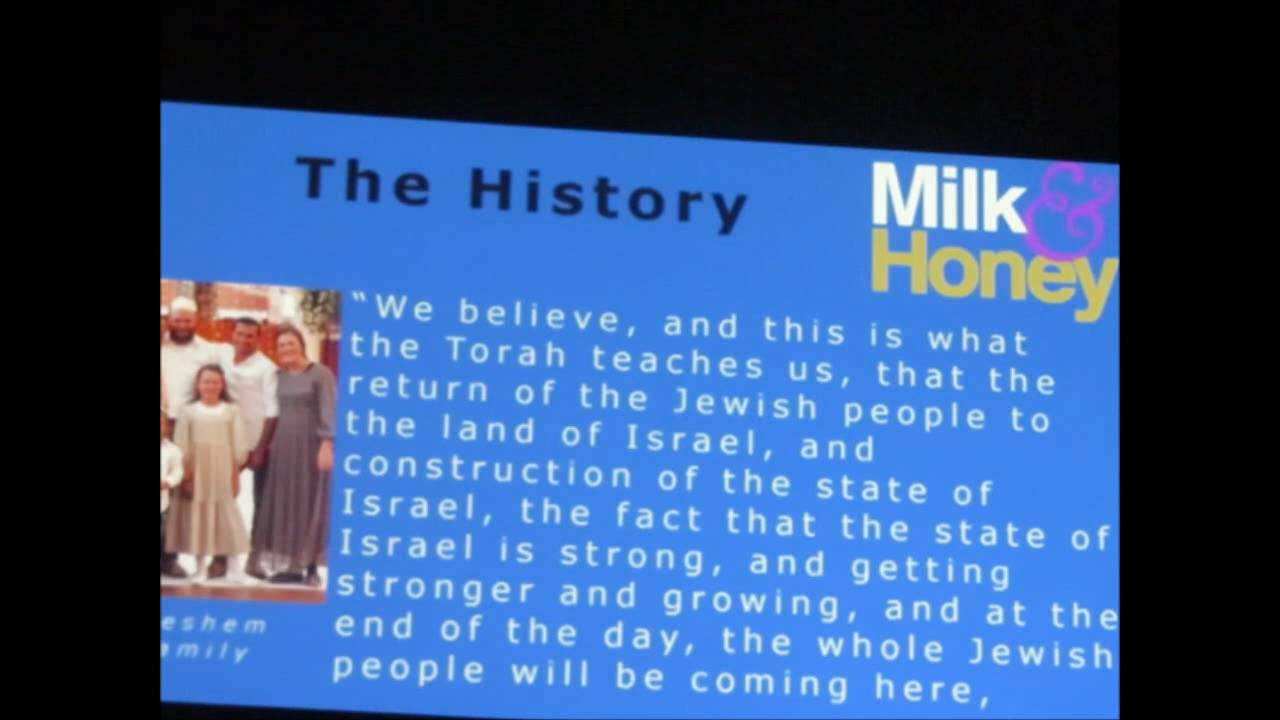 The History
Milk &
Honey
“We believe, and this is what
the Torah teaches us, that the
return of the Jewish people to
the land of Israel, and
construction of the state of
Israel, the fact that the state of
Israel is strong, and getting
stronger and growing, and at the
end of the day, the whole Jewish
people will be coming here,
eshem
amily